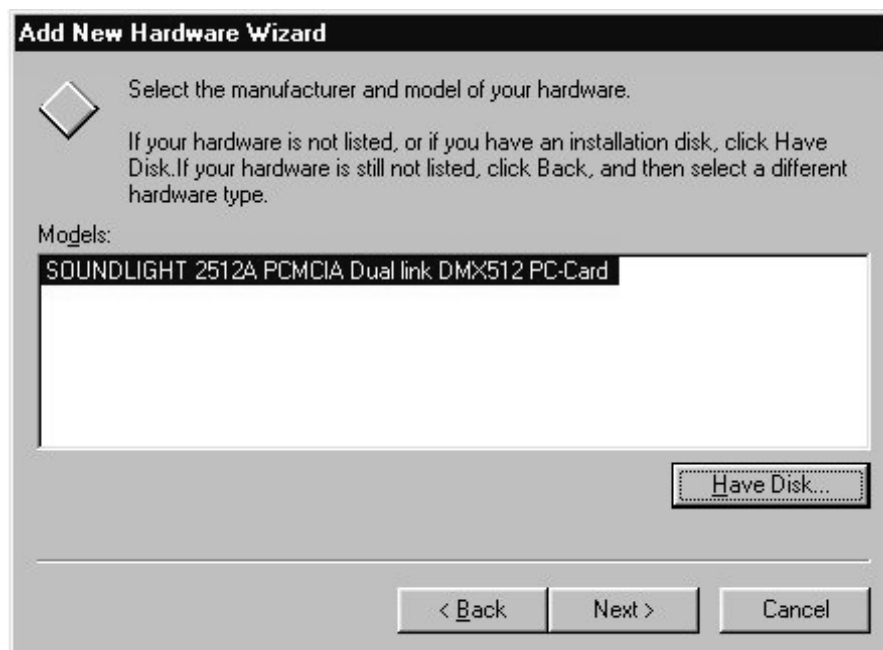 Add New Hardware Wizard
Select the manufacturer and model of your hardware.
If your hardware is not listed, or if you have an installation disk, click Have
Disk.If your hardware is still not listed, click Back, and then select a different
hardware type.
Models:
SOUNDLIGHT 2512A PCMCIA Dual link DMX512 PC-Card
Have Disk...
< Back
Next >
Cancel